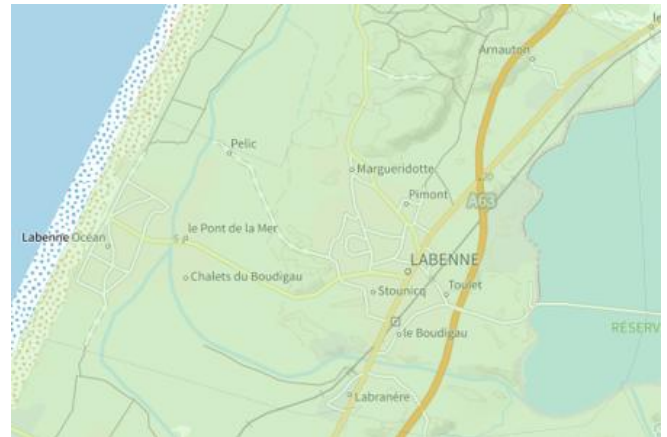 Arnauton
Pelic
Margueridotte
Pimont
A63
le Pont de la Mer
Labenne Océan
LABENNE
Chalets du Boudigau
Stounicq
Toulet
RÉSERV
le Boudigau
Labranère